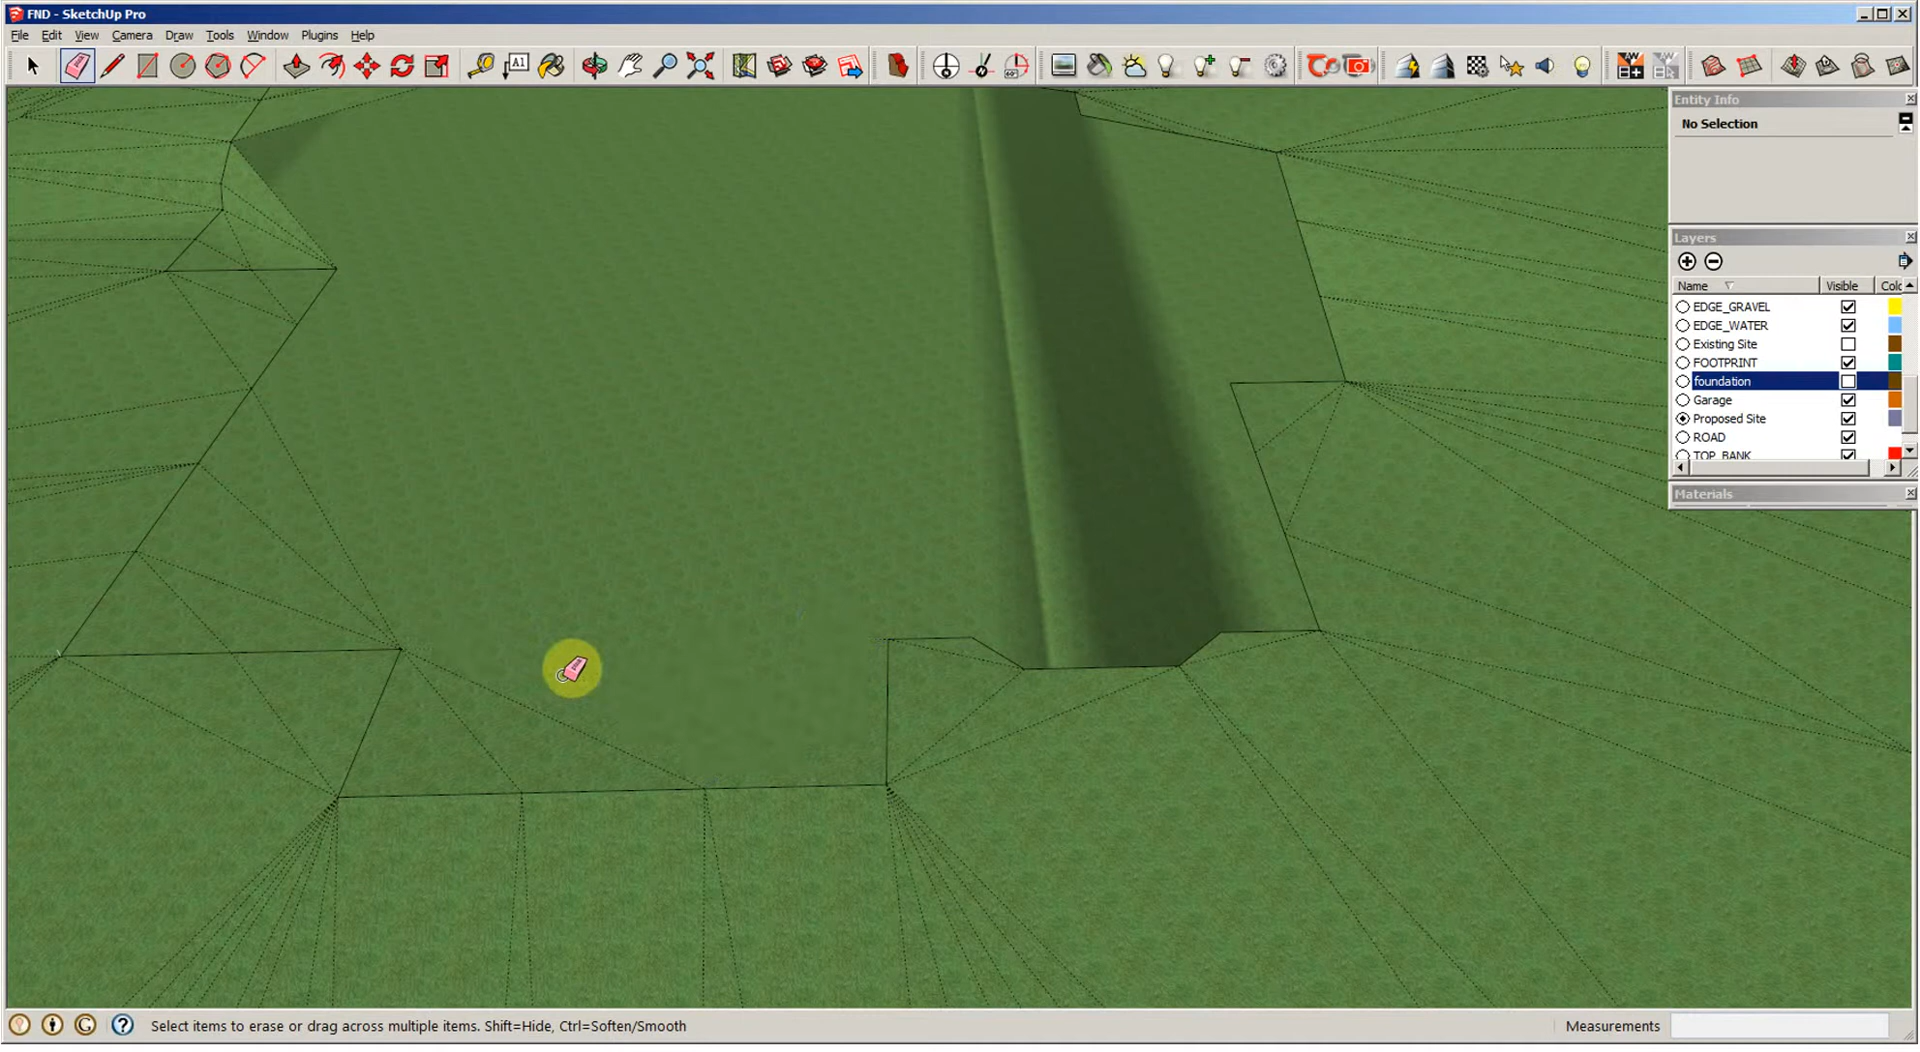 FND - SketchUp Pro
File Edit View Camera Draw Tools Window Plugins Help
A1
Entity Info
No Selection
Layers
Name Visible Colc
EDGE_GRAVEL
EDGE_WATER
Existing Site
FOOTPRINT
foundation
Garage
Proposed Site
ROAD
TOP_BANK
Materials
Select items to erase or drag across multiple items. Shift=Hide, Ctrl=Soften/Smooth
Measurements